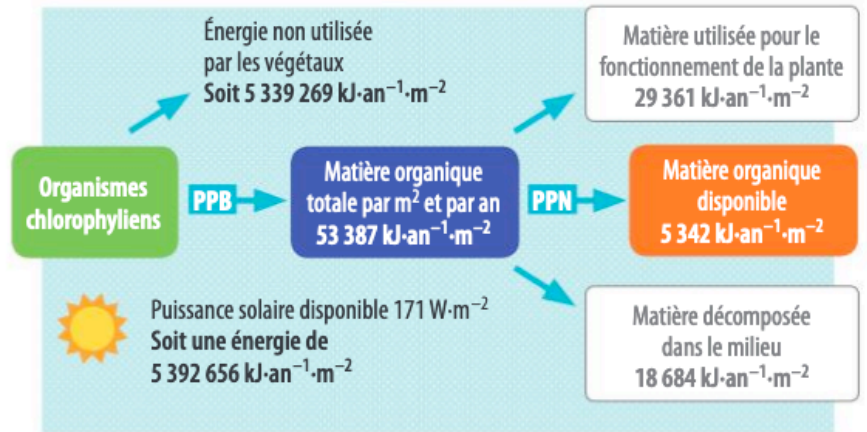 Énergie non utilisée
par les végétaux
Soit 5 339 269 kJ·an⁻¹·m⁻²
Matière utilisée pour le
fonctionnement de la plante
29 361 kJ·an⁻¹·m⁻²
Organismes
chlorophyliens
PPB
Matière organique
totale par m² et par an
53 387 kJ·an⁻¹·m⁻²
PPN
Matière organique
disponible
5 342 kJ·an⁻¹·m⁻²
Puissance solaire disponible 171 W·m⁻²
Soit une énergie de
5 392 656 kJ·an⁻¹·m⁻²
Matière décomposée
dans le milieu
18 684 kJ·an⁻¹·m⁻²